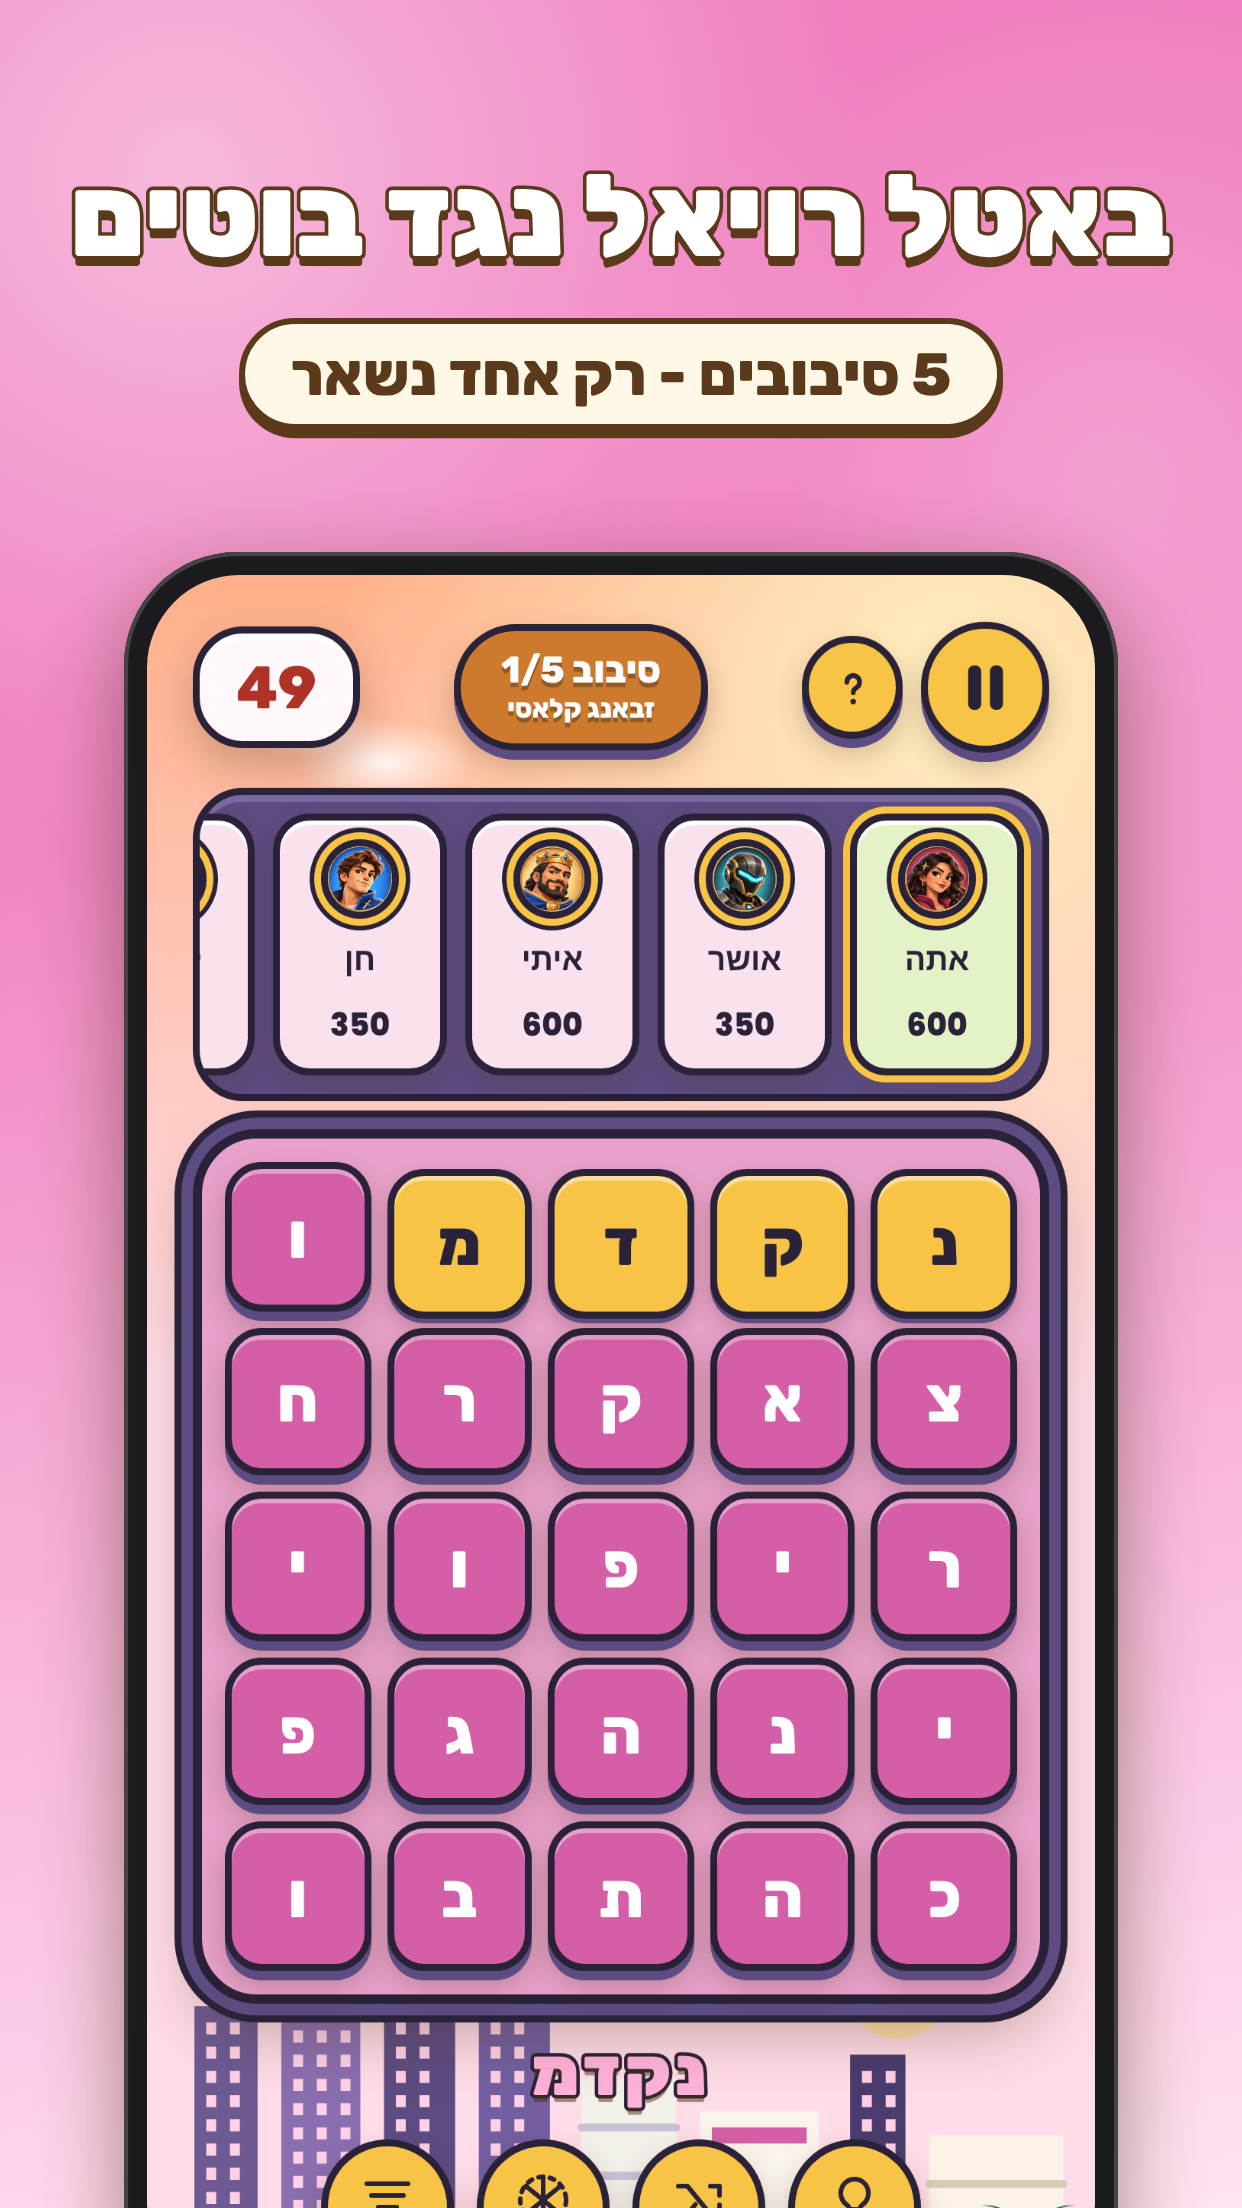 באטל רויאל נגד בוטים
5 סיבובים - רק אחד נשאר
? סיבוב 1/5 49
זבאנג קלאסי
אתה אושר איתי חן
600 350 600 350
נ ק ד מ ו
צ א ק ר ח
ר י פ ו י
י נ ה ג פ
כ ה ת ב ו
נקדמ